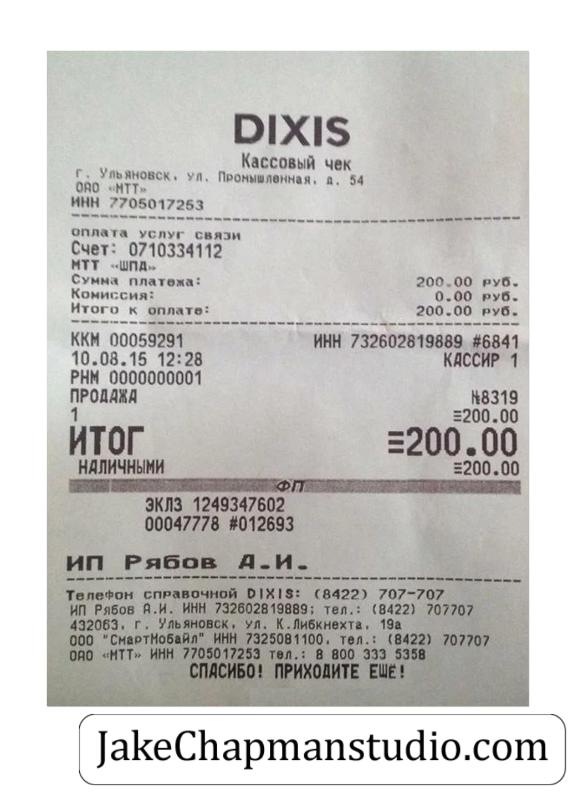 DIXIS
Кассовый чек
г. Ульяновск, ул. Промышленная, д. 54
ОАО «МТТ»
ИНН 7705017253
оплата услуг связи
Счет: 0710334112
МТТ «ШПД»
Сумма платежа: 200.00 руб.
Комиссия: 0.00 руб.
Итого к оплате: 200.00 руб.
ККМ 00059291 ИНН 732602819889 #6841
10.08.15 12:28 КАССИР 1
РНМ 0000000001
ПРОДАЖА №8319
1 ≡200.00
ИТОГ ≡200.00
НАЛИЧНЫМИ ≡200.00
ФП
ЭКЛЗ 1249347602
00047778 #012693
ИП Рябов А.И.
Телефон справочной DIXIS: (8422) 707-707
ИП Рябов А.И. ИНН 732602819889; тел.: (8422) 707707
432063, г. Ульяновск, ул. К.Либкнехта, 19а
ООО "СмартМобайл" ИНН 7325081100, тел.: (8422) 707707
ОАО «МТТ» ИНН 7705017253 тел.: 8 800 333 5358
СПАСИБО! ПРИХОДИТЕ ЕЩЕ!
JakeChapmanstudio.com